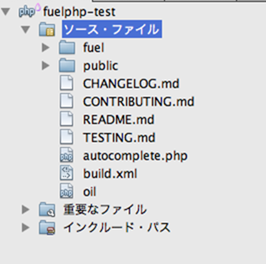 php fuelphp-test
ソース・ファイル
fuel
public
CHANGELOG.md
CONTRIBUTING.md
README.md
TESTING.md
autocomplete.php
build.xml
oil
重要なファイル
インクルード・パス